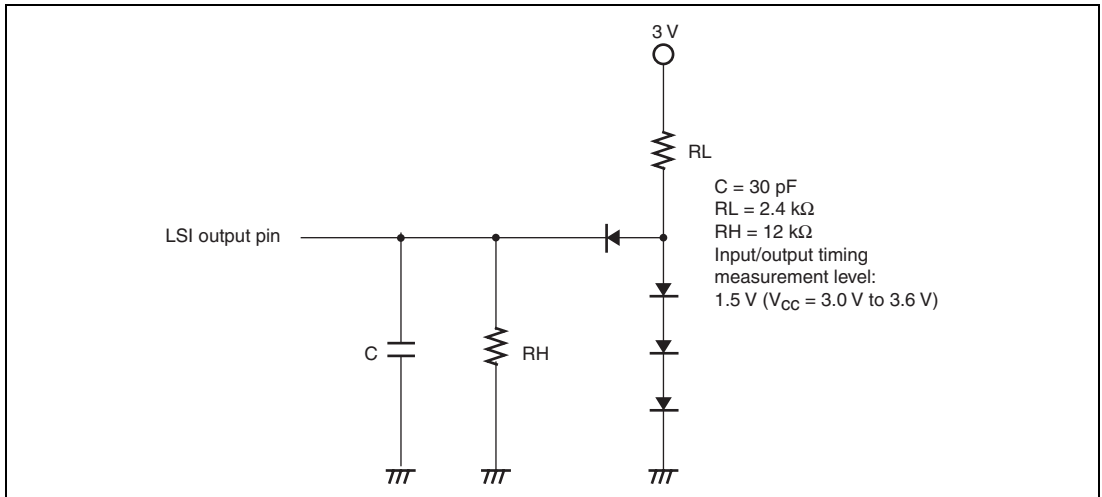 3 V
RL
C = 30 pF
RL = 2.4 kΩ
RH = 12 kΩ
Input/output timing
measurement level:
1.5 V (VCC = 3.0 V to 3.6 V)
LSI output pin
C
RH